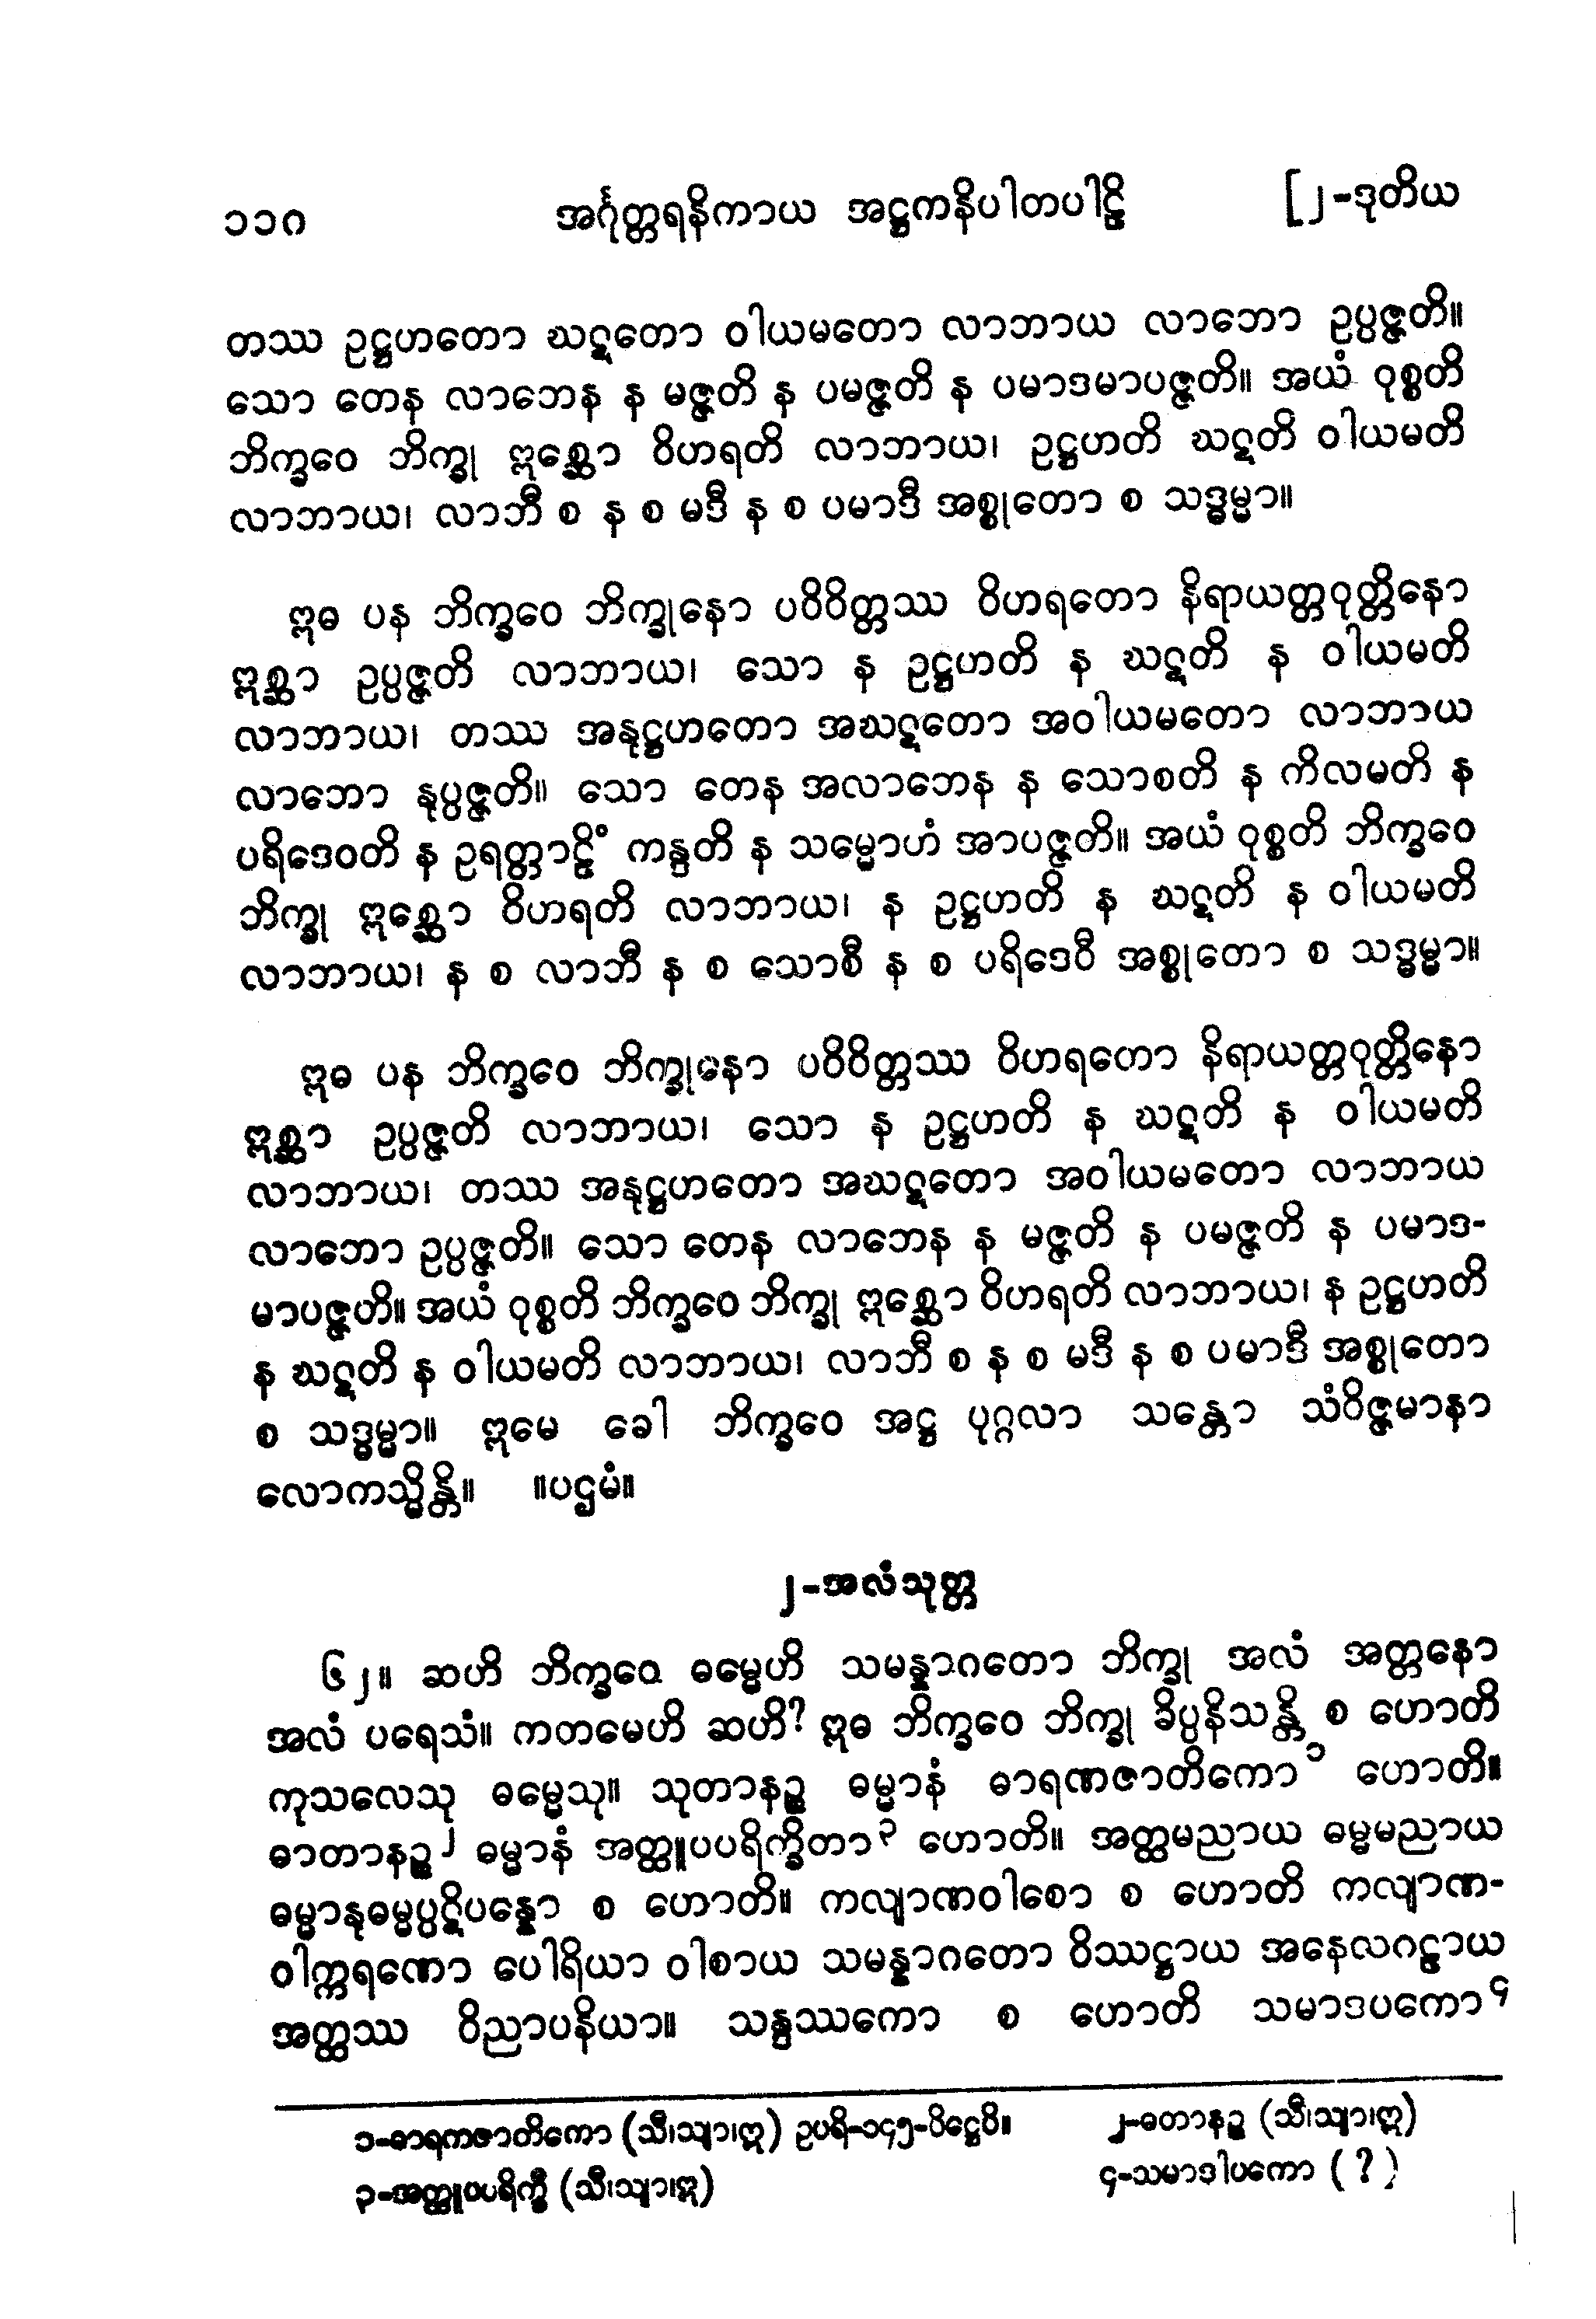 ၁၁၈ အင်္ဂုတ္တရနိကာယ အဋ္ဌကနိပါတပါဠိ [၂-ဒုတိယ
တဿ ဥဋ္ဌဟတော ဃဋတော ဝါယမတော လာဘာယ လာဘော ဥပ္ပဇ္ဇတိ။
သော တေန လာဘေန န မဇ္ဇတိ န ပမဇ္ဇတိ န ပမာဒမာပဇ္ဇတိ။ အယံ ဝုစ္စတိ
ဘိက္ခဝေ ဘိက္ခု ဣစ္ဆော ဝိဟရတိ လာဘာယ၊ ဥဋ္ဌဟတိ ဃဋတိ ဝါယမတိ
လာဘာယ၊ လာဘီ စ န စ မဒီ န စ ပမာဒီ အစ္စုတော စ သဒ္ဓမ္မာ။
ဣဓ ပန ဘိက္ခဝေ ဘိက္ခုနော ပဝိဝိတ္တဿ ဝိဟရတော နိရာယတ္တဝုတ္တိနော
ဣစ္ဆာ ဥပ္ပဇ္ဇတိ လာဘာယ၊ သော န ဥဋ္ဌဟတိ န ဃဋတိ န ဝါယမတိ
လာဘာယ၊ တဿ အနုဋ္ဌဟတော အဃဋတော အဝါယမတော လာဘာယ
လာဘော နုပ္ပဇ္ဇတိ။ သော တေန အလာဘေန န သောစတိ န ကိလမတိ န
ပရိဒေဝတိ န ဥရတ္တာဠိံ ကန္ဒတိ န သမ္မောဟံ အာပဇ္ဇတိ။ အယံ ဝုစ္စတိ ဘိက္ခဝေ
ဘိက္ခု ဣစ္ဆော ဝိဟရတိ လာဘာယ၊ န ဥဋ္ဌဟတိ န ဃဋတိ န ဝါယမတိ
လာဘာယ၊ န စ လာဘီ န စ သောစီ န စ ပရိဒေဝီ အစ္စုတော စ သဒ္ဓမ္မာ။
ဣဓ ပန ဘိက္ခဝေ ဘိက္ခုနော ပဝိဝိတ္တဿ ဝိဟရတော နိရာယတ္တဝုတ္တိနော
ဣစ္ဆာ ဥပ္ပဇ္ဇတိ လာဘာယ၊ သော န ဥဋ္ဌဟတိ န ဃဋတိ န ဝါယမတိ
လာဘာယ၊ တဿ အနုဋ္ဌဟတော အဃဋတော အဝါယမတော လာဘာယ
လာဘော ဥပ္ပဇ္ဇတိ။ သော တေန လာဘေန န မဇ္ဇတိ န ပမဇ္ဇတိ န ပမာဒ-
မာပဇ္ဇတိ။ အယံ ဝုစ္စတိ ဘိက္ခဝေ ဘိက္ခု ဣစ္ဆော ဝိဟရတိ လာဘာယ၊ န ဥဋ္ဌဟတိ
န ဃဋတိ န ဝါယမတိ လာဘာယ၊ လာဘီ စ န စ မဒီ န စ ပမာဒီ အစ္စုတော
စ သဒ္ဓမ္မာ။ ဣမေ ခေါ ဘိက္ခဝေ အဋ္ဌ ပုဂ္ဂလာ သန္တော သံဝိဇ္ဇမာနာ
လောကသ္မိန္တိ။ ။ပဌမံ။
၂-အလံသုတ္တ
၆၂။ ဆဟိ ဘိက္ခဝေ ဓမ္မေဟိ သမန္နာဂတော ဘိက္ခု အလံ အတ္တနော
အလံ ပရေသံ။ ကတမေဟိ ဆဟိ? ဣဓ ဘိက္ခဝေ ဘိက္ခု ခိပ္ပနိသန္တိ စ ဟောတိ
ကုသလေသု ဓမ္မေသု။ သုတာနဉ္စ ဓမ္မာနံ ဓာရဏဇာတိကော ၁ ဟောတိ။
ဓာတာနဉ္စ ၂ ဓမ္မာနံ အတ္ထူပပရိက္ခိတာ ၃ ဟောတိ။ အတ္ထမညာယ ဓမ္မမညာယ
ဓမ္မာနုဓမ္မပ္ပဋိပန္နော စ ဟောတိ။ ကလျာဏဝါစော စ ဟောတိ ကလျာဏ-
ဝါက္ကရဏော ပေါရိယာ ဝါစာယ သမန္နာဂတော ဝိဿဋ္ဌာယ အနေလဂဠာယ
အတ္ထဿ ဝိညာပနိယာ။ သန္ဒဿကော စ ဟောတိ သမာဒပကော ၄
၁-ဓာရကဇာတိကော (သီ၊သျာ၊ဣ) ဥပရိ-၁၄၅-ပိဋ္ဌေပိ။ ၂-ဓတာနဉ္စ (သီ၊သျာ၊ဣ)
၃-အတ္ထူပပရိက္ခီ (သီ၊သျာ၊ဣ) ၄-သမာဒါပကော (?)